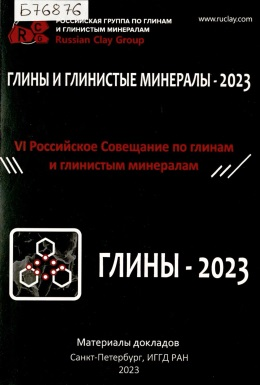 Б76876
РОССИЙСКАЯ ГРУППА ПО ГЛИНАМ
И ГЛИНИСТЫМ МИНЕРАЛАМ
Russian Clay Group
www.ruclay.com
ГЛИНЫ И ГЛИНИСТЫЕ МИНЕРАЛЫ - 2023
VI Российское Совещание по глинам
и глинистым минералам
ГЛИНЫ - 2023
Материалы докладов
Санкт-Петербург, ИГГД РАН
2023